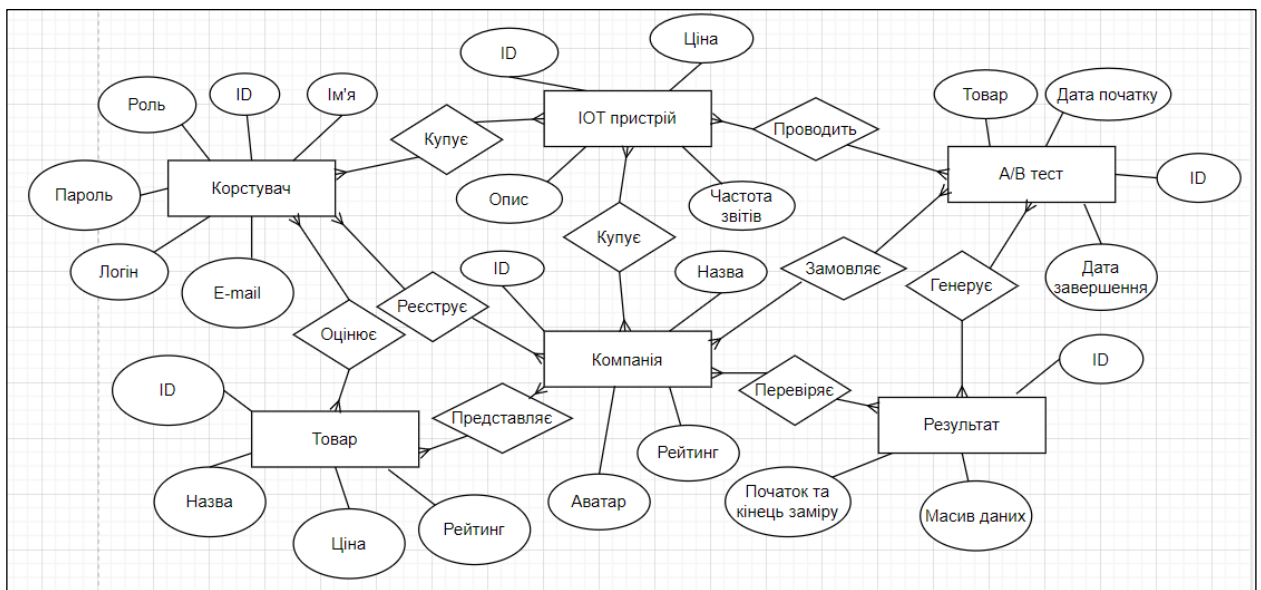 ID
Ціна
Роль
ID
Ім'я
Товар
Дата початку
Купує
IOT пристрій
Проводить
Пароль
Корстувач
A/B тест
ID
Опис
Частота
звітів
Логін
E-mail
Купує
ID
Назва
Замовляє
Генерує
Дата
завершення
Реєструє
Оцінює
Компанія
ID
ID
Представляє
Перевіряє
Товар
Результат
Назва
Ціна
Рейтинг
Аватар
Рейтинг
Початок та
кінець заміру
Масив даних